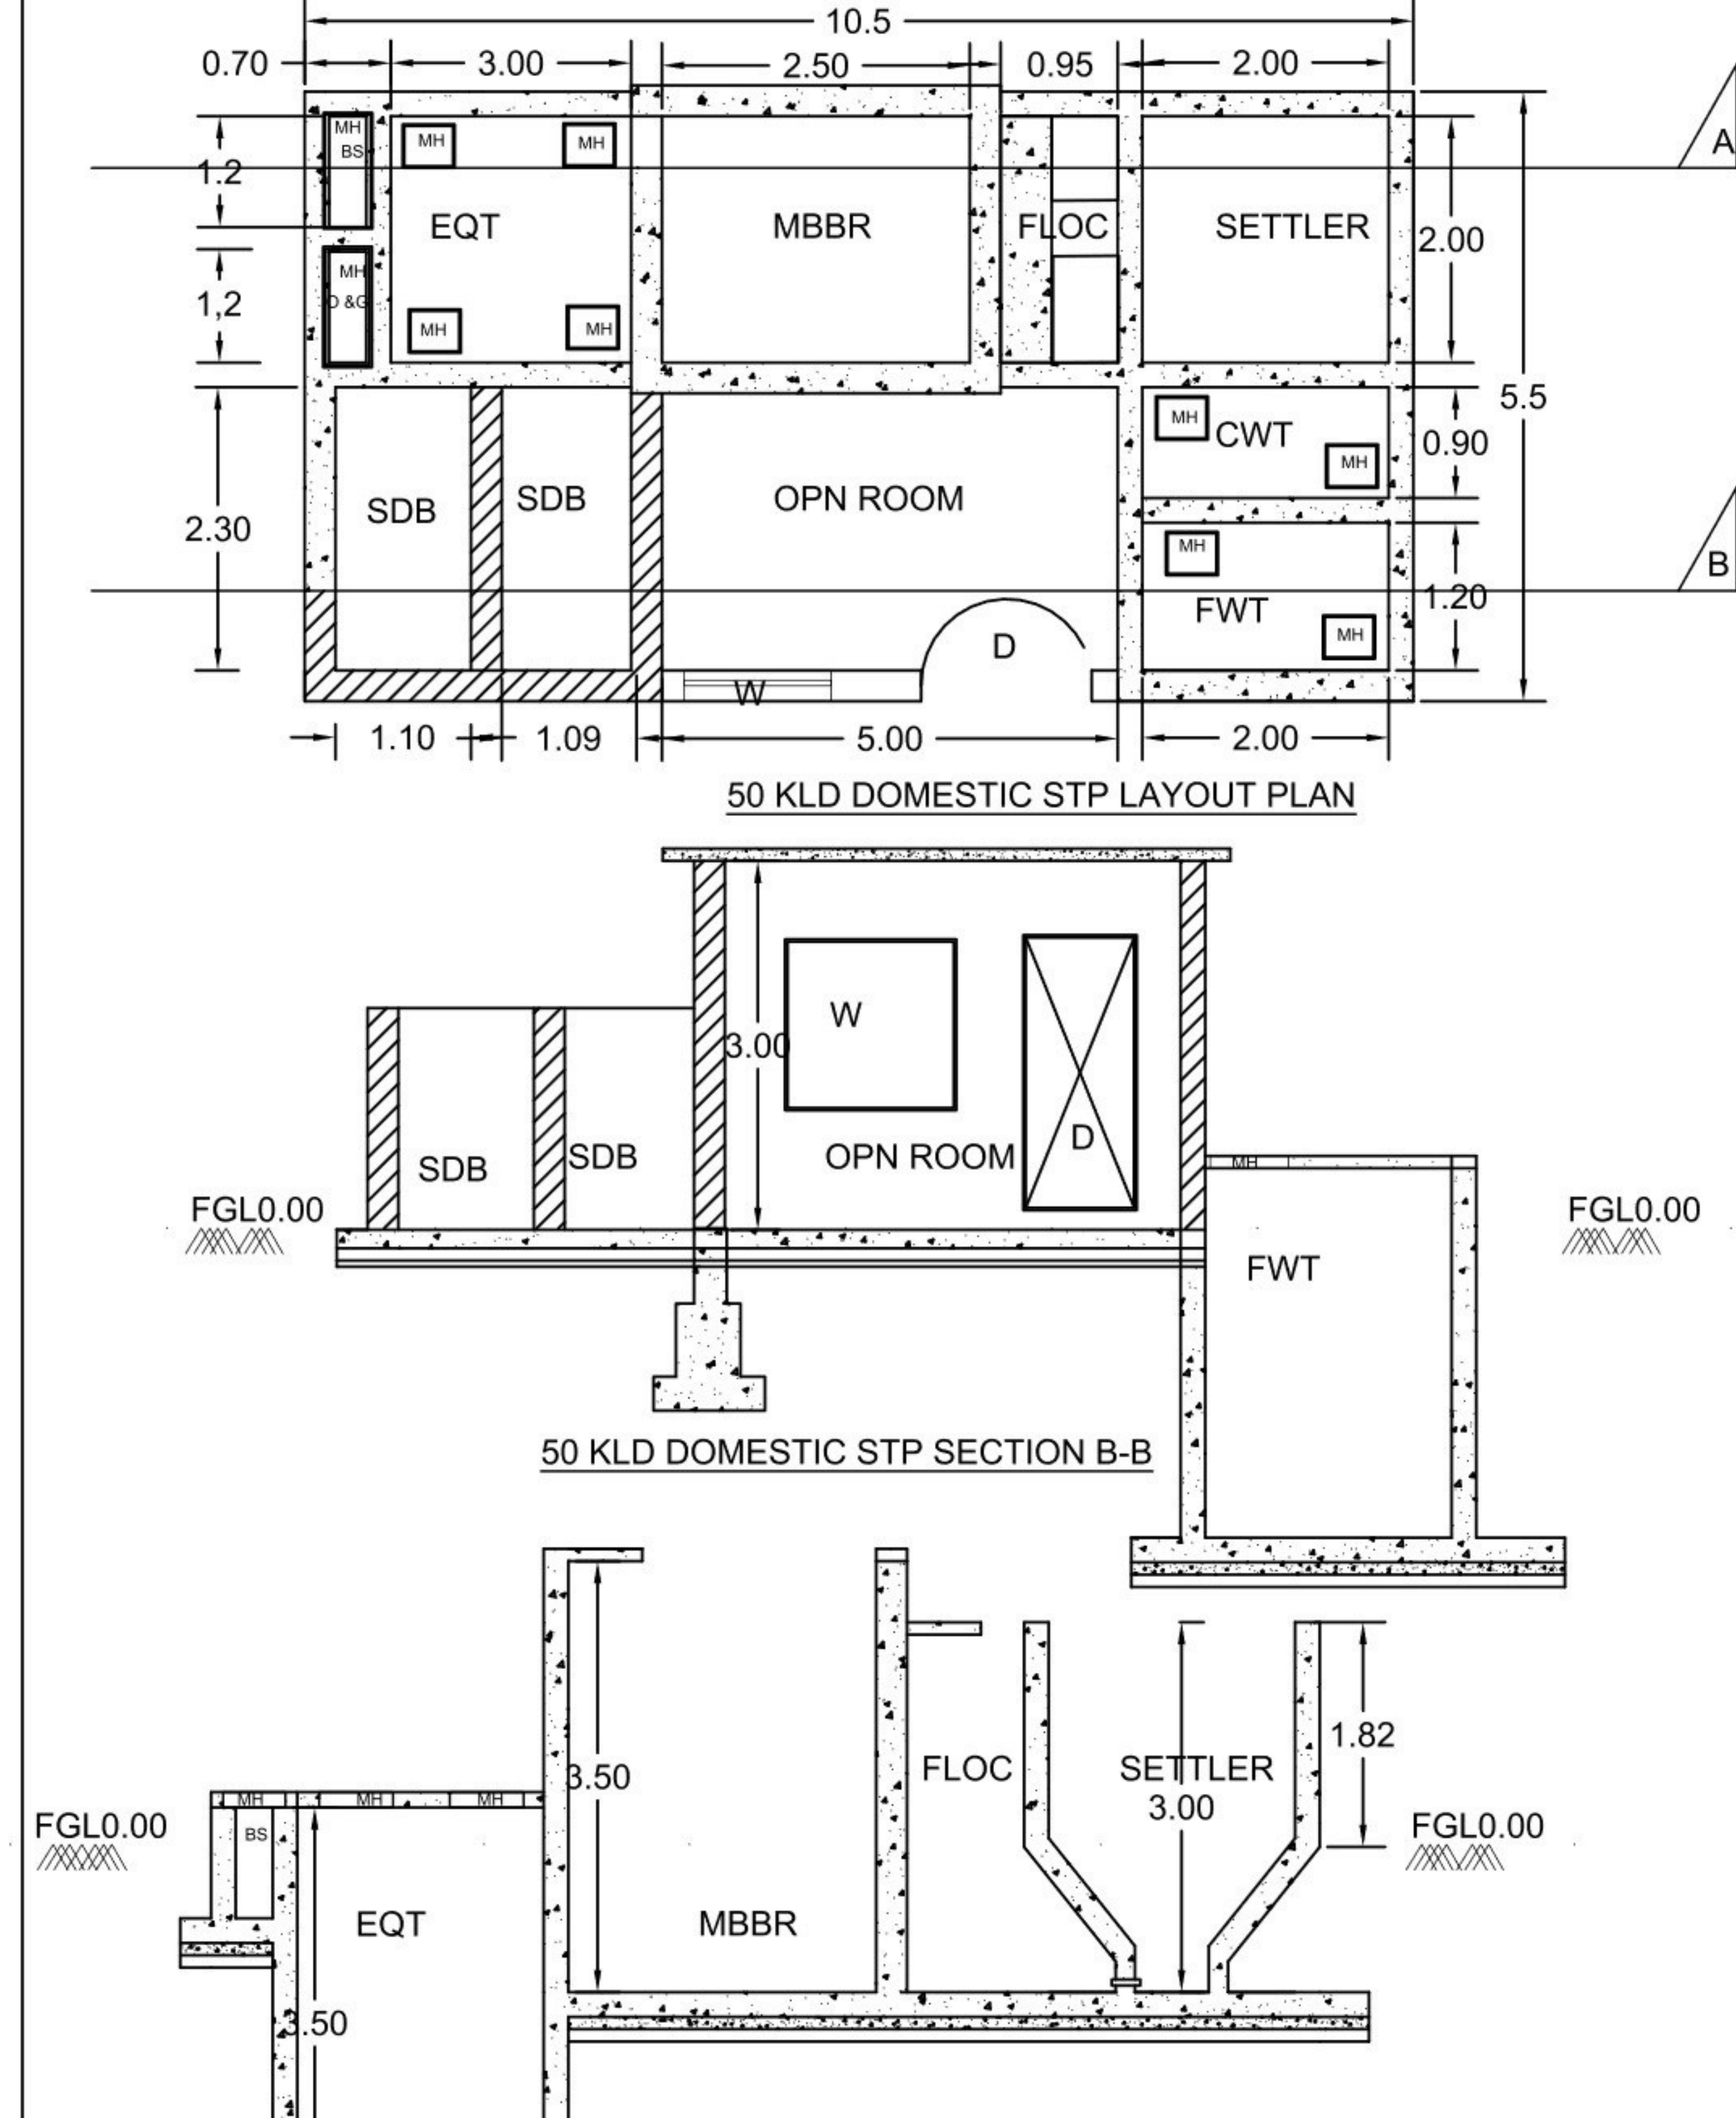 10.5
0.70 3.00 2.50 0.95 2.00
MH MH MH
BS
A
1.2
EQT MBBR FLOC SETTLER
2.00
MH
1,2 O &G
MH MH
5.5
MH CWT 0.90
MH
SDB SDB OPN ROOM
2.30
MH
B
1.20
FWT
MH
D
W
1.10 1.09 5.00 2.00
50 KLD DOMESTIC STP LAYOUT PLAN
W
3.00
D
SDB SDB OPN ROOM
MH
FGL0.00 FGL0.00
FWT
50 KLD DOMESTIC STP SECTION B-B
1.82
3.50 FLOC SETTLER
MH MH MH 3.00
FGL0.00 BS FGL0.00
EQT MBBR
3.50